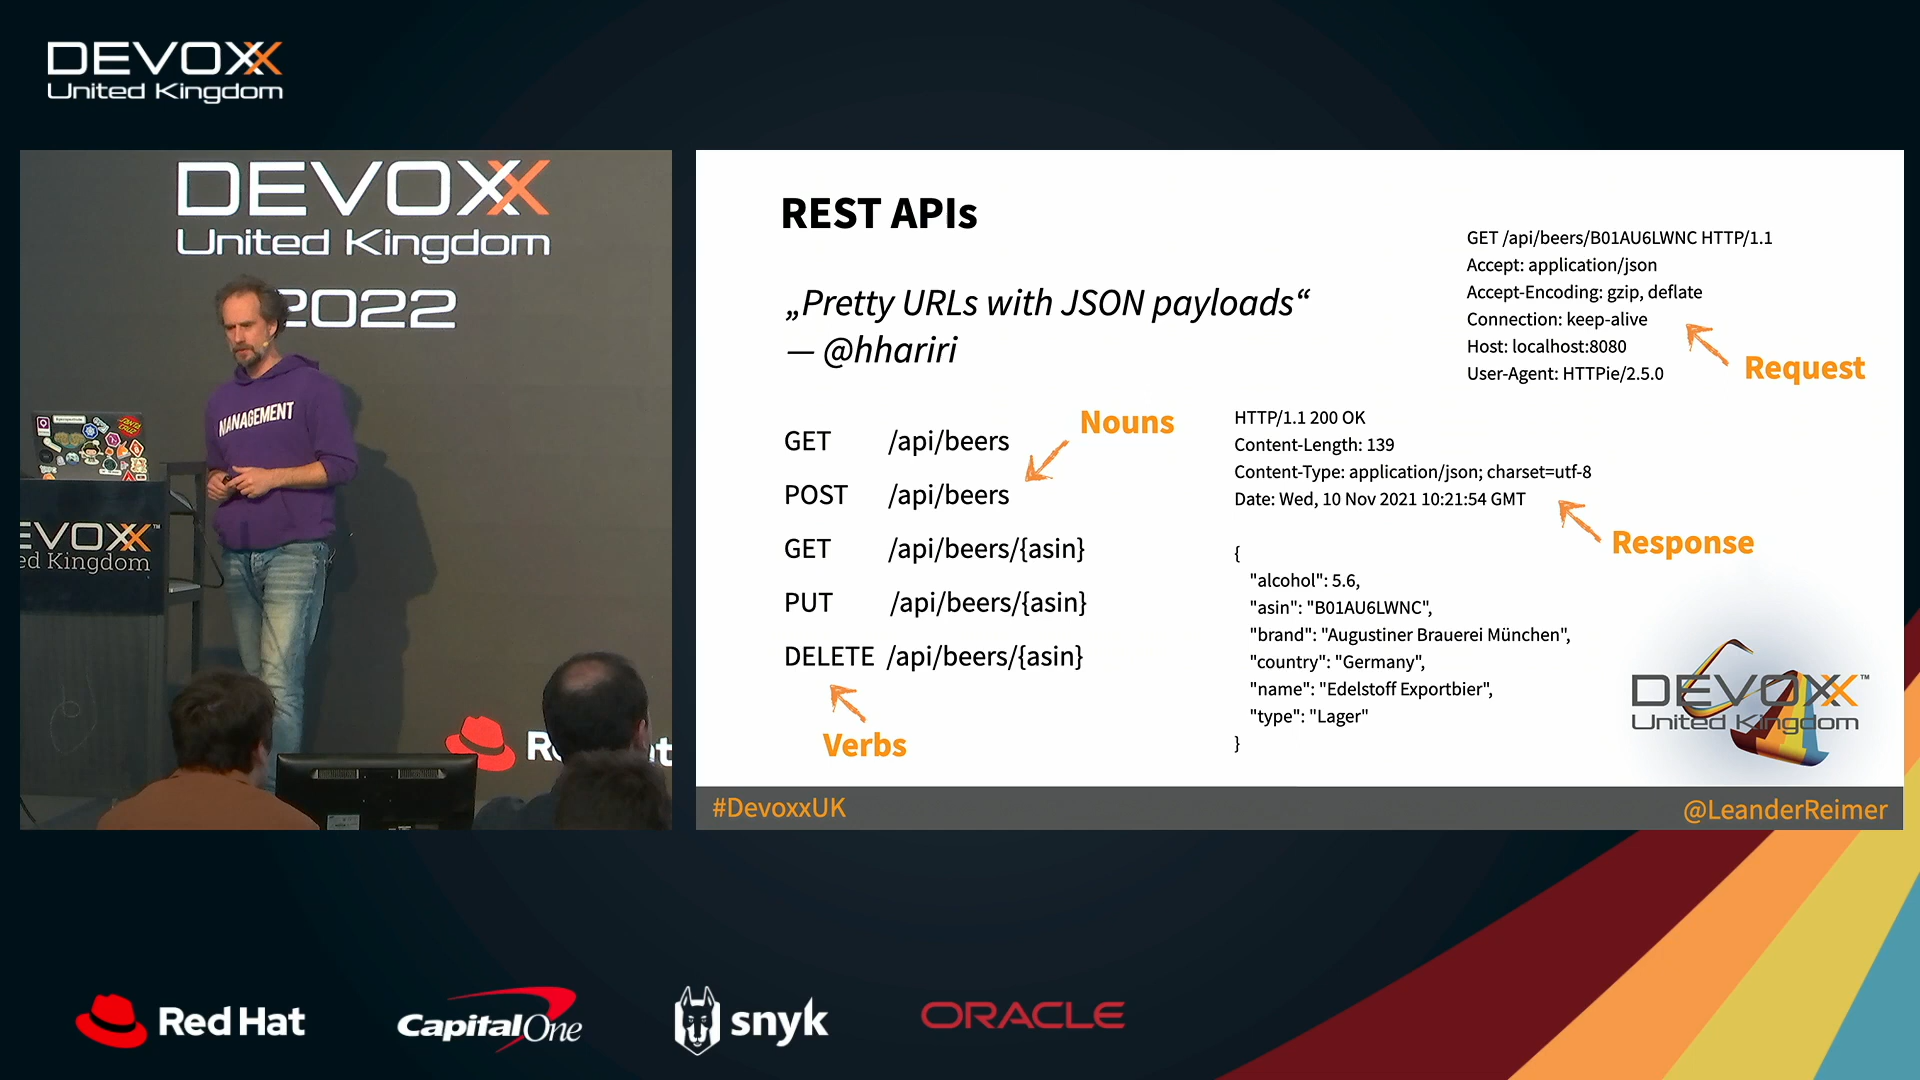 DEVOXX
United Kingdom
DEVOXX
United Kingdom
2022
MANAGEMENT
EVOXX™
ed Kingdom
REST APIs
„Pretty URLs with JSON payloads“
— @hhariri
GET /api/beers
POST /api/beers
GET /api/beers/{asin}
PUT /api/beers/{asin}
DELETE /api/beers/{asin}
Nouns
Verbs
GET /api/beers/B01AU6LWNC HTTP/1.1
Accept: application/json
Accept-Encoding: gzip, deflate
Connection: keep-alive
Host: localhost:8080
User-Agent: HTTPie/2.5.0
Request
HTTP/1.1 200 OK
Content-Length: 139
Content-Type: application/json; charset=utf-8
Date: Wed, 10 Nov 2021 10:21:54 GMT
Response
{
"alcohol": 5.6,
"asin": "B01AU6LWNC",
"brand": "Augustiner Brauerei München",
"country": "Germany",
"name": "Edelstoff Exportbier",
"type": "Lager"
}
DEVOXX™
United Kingdom
#DevoxxUK
@LeanderReimer
Red Hat
CapitalOne
snyk
ORACLE